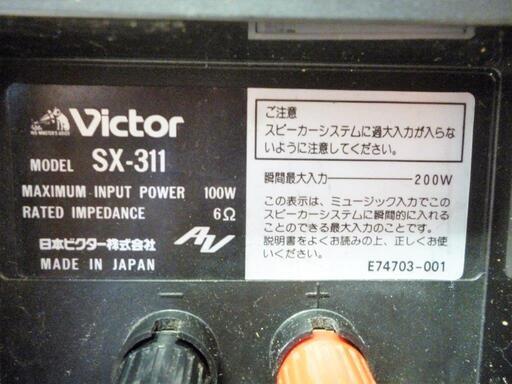 HIS MASTER'S VOICE
Victor
MODEL SX-311
MAXIMUM INPUT POWER 100W
RATED IMPEDANCE 6Ω
日本ビクター株式会社 AV
MADE IN JAPAN
ご注意
スピーカーシステムに過大入力が入らな
いように注意してください。
瞬間最大入力——200W
この表示は、ミュージック入力でこの
スピーカーシステムに瞬間的に入れる
ことのできる最大入力のことです。
説明書をよくお読みの上、正しくお使
いください。
E74703-001
− +